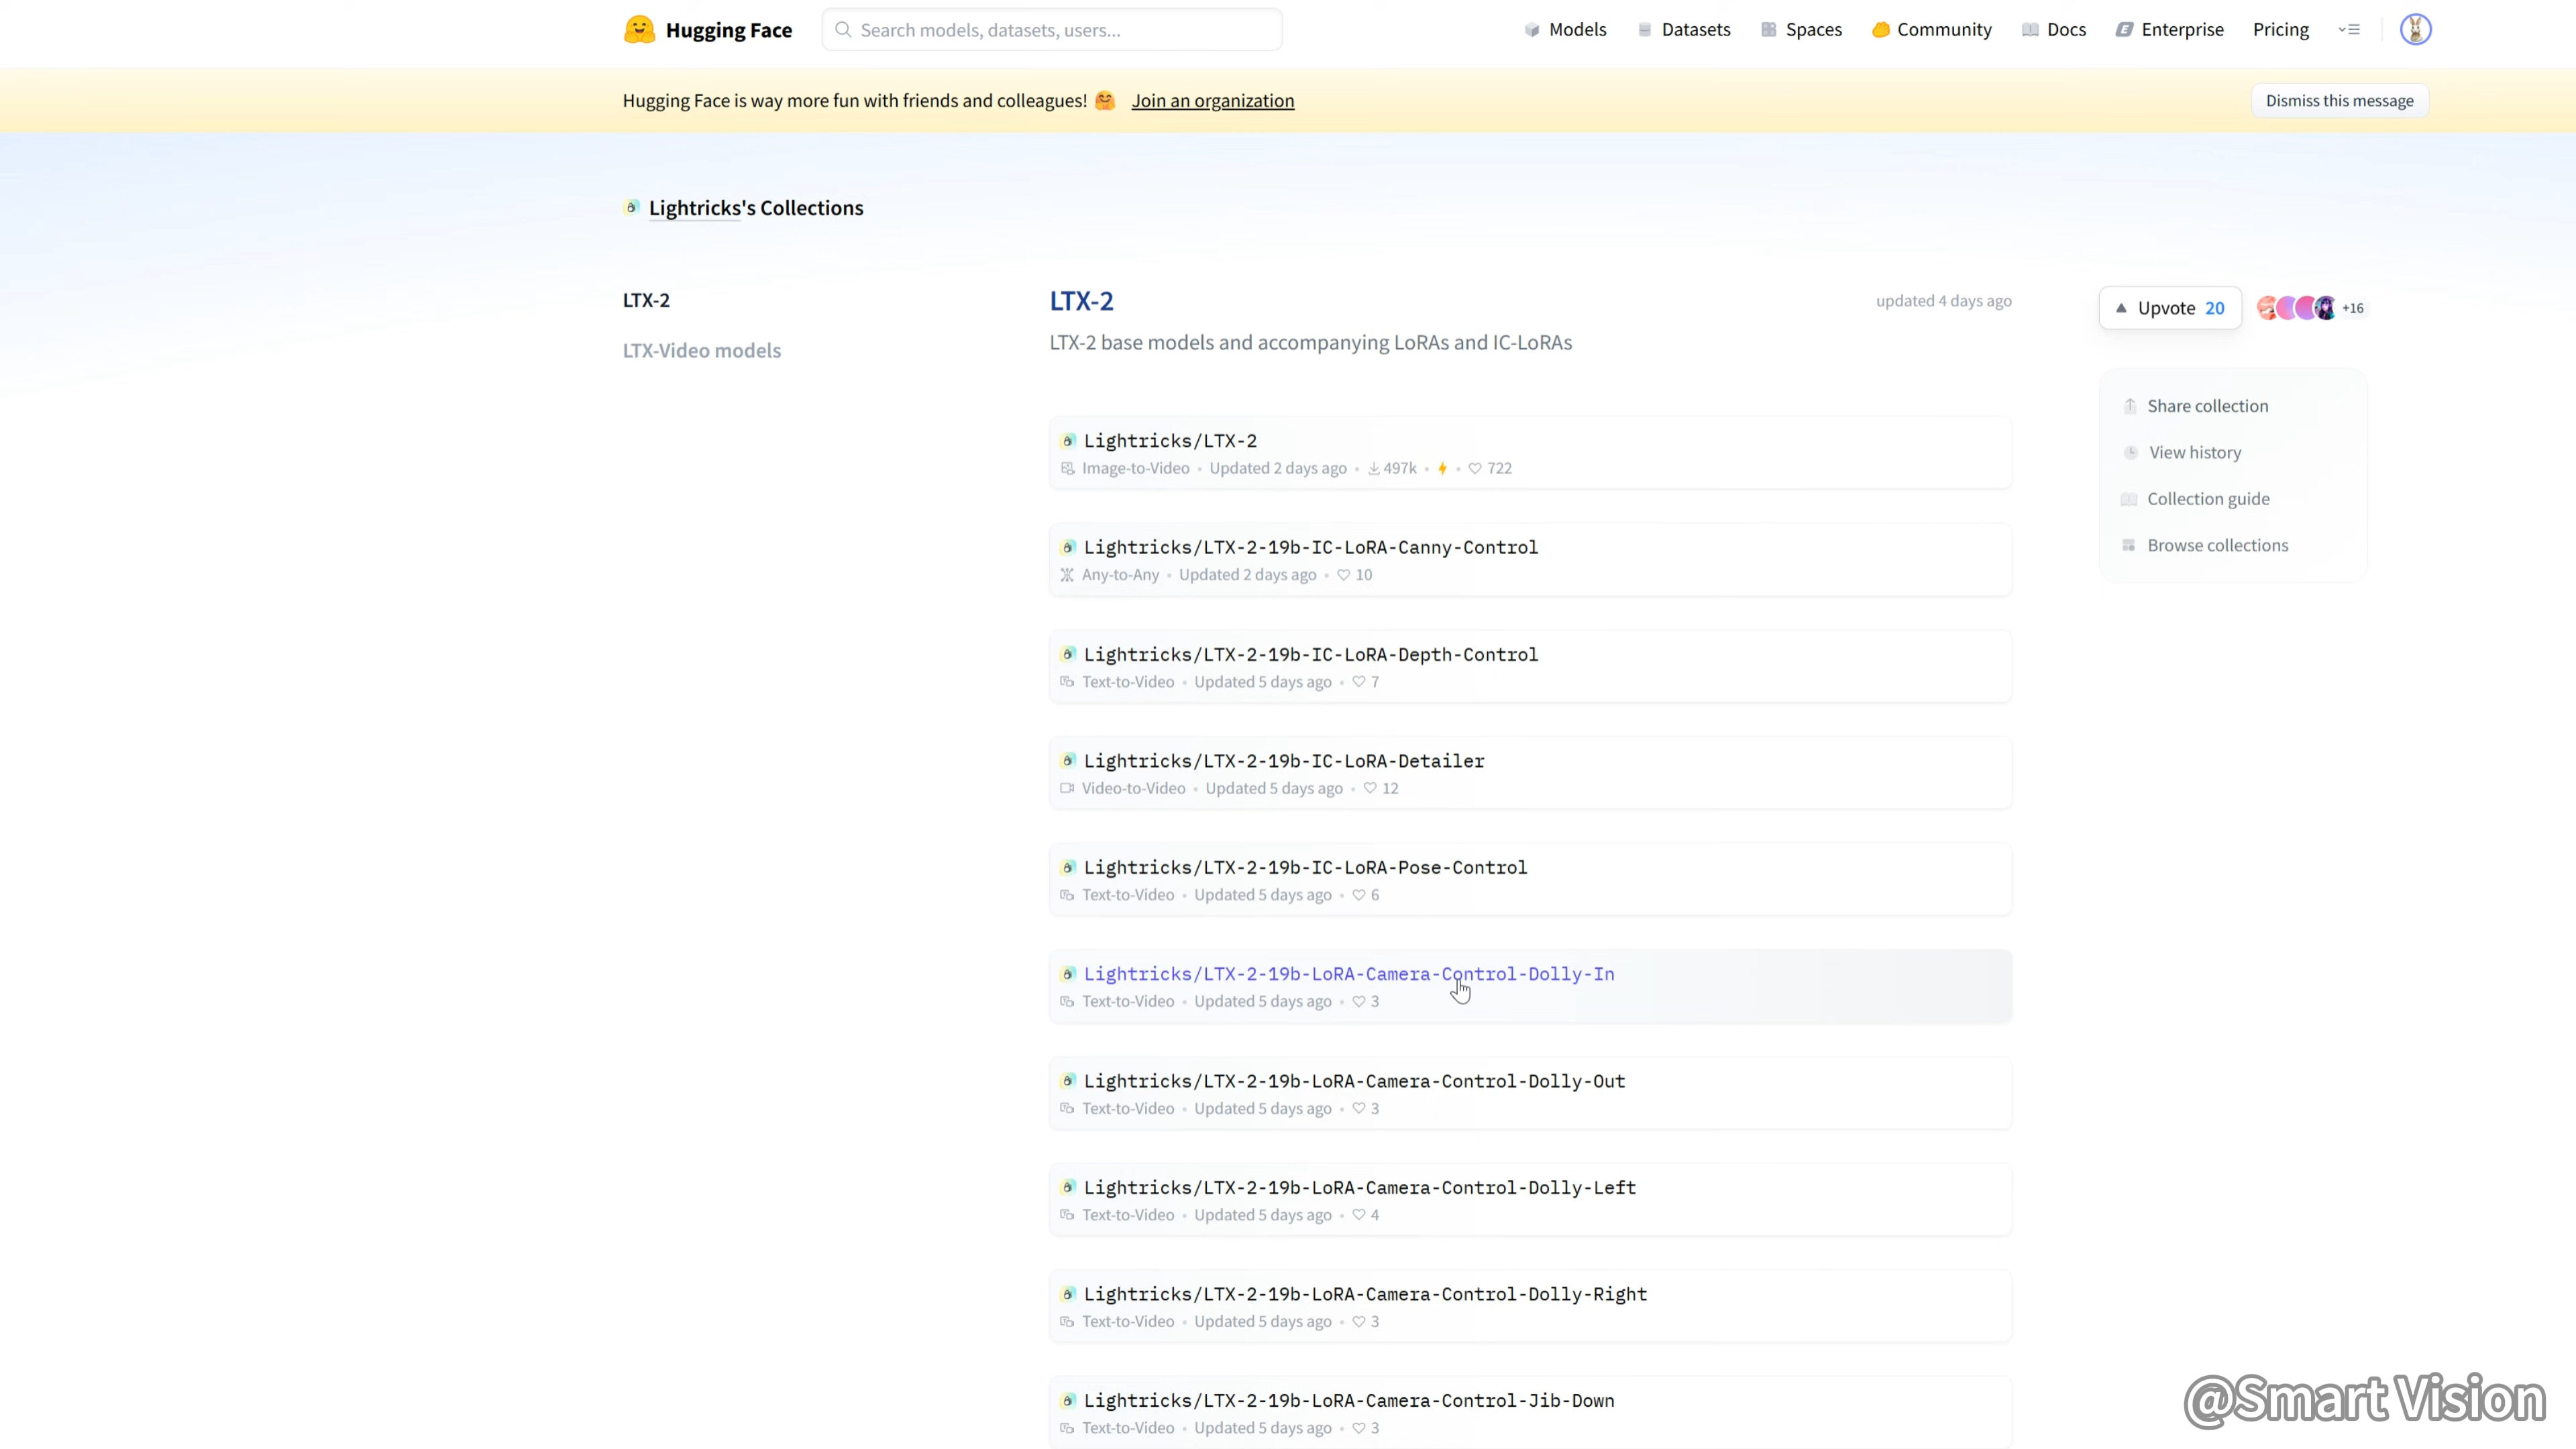 Hugging Face
Search models, datasets, users...
Models
Datasets
Spaces
Community
Docs
Enterprise
Pricing
Hugging Face is way more fun with friends and colleagues! 🤗 Join an organization
Dismiss this message
Lightricks's Collections
LTX-2
LTX-Video models
LTX-2
updated 4 days ago
LTX-2 base models and accompanying LoRAs and IC-LoRAs
Upvote 20
+16
Share collection
View history
Collection guide
Browse collections
Lightricks/LTX-2
Image-to-Video • Updated 2 days ago • 497k • ⚡ • ♡ 722
Lightricks/LTX-2-19b-IC-LoRA-Canny-Control
Any-to-Any • Updated 2 days ago • ♡ 10
Lightricks/LTX-2-19b-IC-LoRA-Depth-Control
Text-to-Video • Updated 5 days ago • ♡ 7
Lightricks/LTX-2-19b-IC-LoRA-Detailer
Video-to-Video • Updated 5 days ago • ♡ 12
Lightricks/LTX-2-19b-IC-LoRA-Pose-Control
Text-to-Video • Updated 5 days ago • ♡ 6
Lightricks/LTX-2-19b-LoRA-Camera-Control-Dolly-In
Text-to-Video • Updated 5 days ago • ♡ 3
Lightricks/LTX-2-19b-LoRA-Camera-Control-Dolly-Out
Text-to-Video • Updated 5 days ago • ♡ 3
Lightricks/LTX-2-19b-LoRA-Camera-Control-Dolly-Left
Text-to-Video • Updated 5 days ago • ♡ 4
Lightricks/LTX-2-19b-LoRA-Camera-Control-Dolly-Right
Text-to-Video • Updated 5 days ago • ♡ 3
Lightricks/LTX-2-19b-LoRA-Camera-Control-Jib-Down
Text-to-Video • Updated 5 days ago • ♡ 3
@Smart Vision